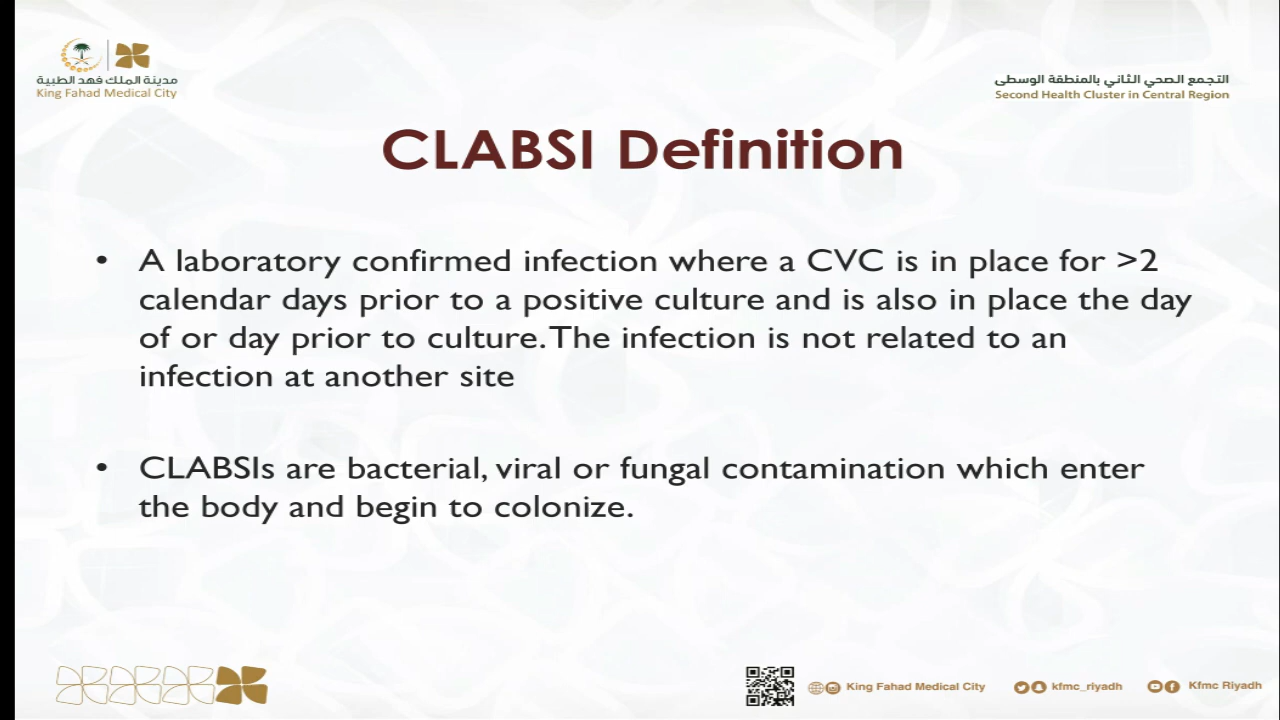 مدينة الملك فهد الطبية
King Fahad Medical City
التجمع الصحي الثاني بالمنطقة الوسطى
Second Health Cluster in Central Region
CLABSI Definition
• A laboratory confirmed infection where a CVC is in place for >2
calendar days prior to a positive culture and is also in place the day
of or day prior to culture. The infection is not related to an
infection at another site
• CLABSIs are bacterial, viral or fungal contamination which enter
the body and begin to colonize.
King Fahad Medical City
kfmc_riyadh
Kfmc Riyadh